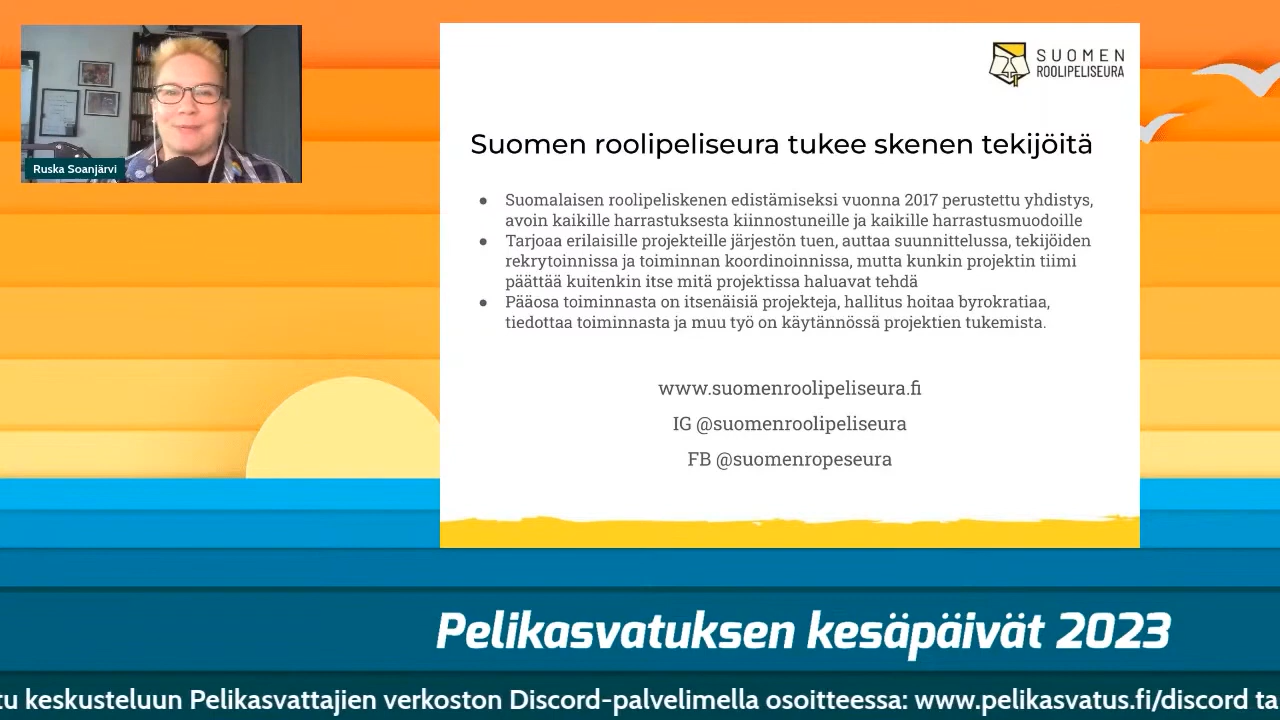 SUOMEN
ROOLIPELISEURA
Ruska Soanjärvi
Suomen roolipeliseura tukee skenen tekijöitä
● Suomalaisen roolipeliskenen edistämiseksi vuonna 2017 perustettu yhdistys,
avoin kaikille harrastuksesta kiinnostuneille ja kaikille harrastusmuodoille
● Tarjoaa erilaisille projekteille järjestön tuen, auttaa suunnittelussa, tekijöiden
rekrytoinnissa ja toiminnan koordinoinnissa, mutta kunkin projektin tiimi
päättää kuitenkin itse mitä projektissa haluavat tehdä
● Pääosa toiminnasta on itsenäisiä projekteja, hallitus hoitaa byrokratiaa,
tiedottaa toiminnasta ja muu työ on käytännössä projektien tukemista.
www.suomenroolipeliseura.fi
IG @suomenroolipeliseura
FB @suomenropeseura
Pelikasvatuksen kesäpäivät 2023
tu keskusteluun Pelikasvattajien verkoston Discord-palvelimella osoitteessa: www.pelikasvatus.fi/discord ta